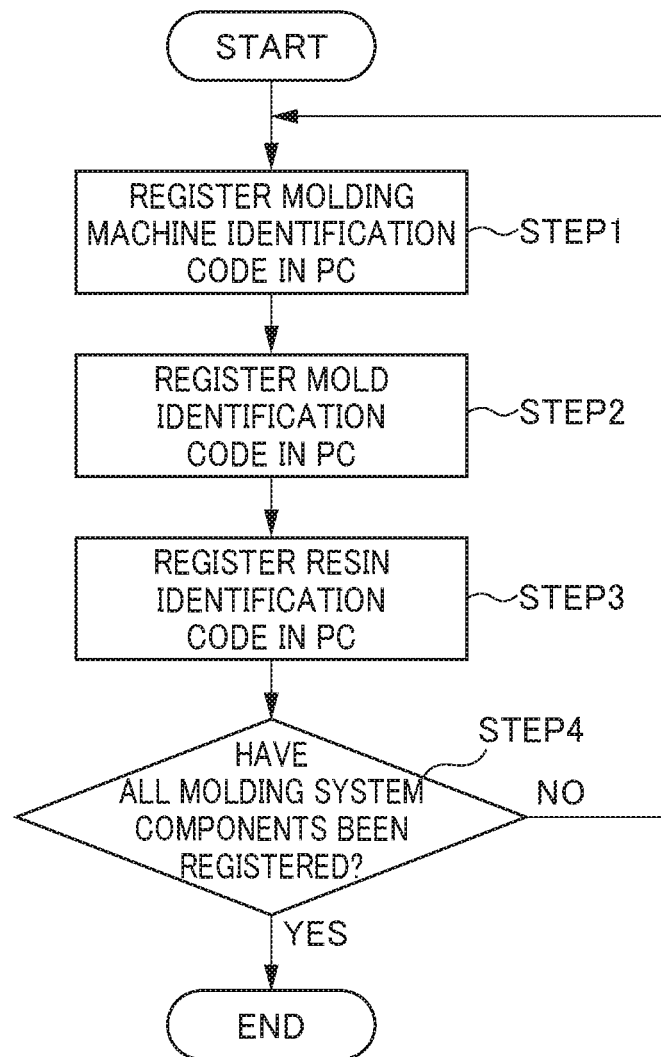 START
REGISTER MOLDING
MACHINE IDENTIFICATION
CODE IN PC
STEP1
REGISTER MOLD
IDENTIFICATION
CODE IN PC
STEP2
REGISTER RESIN
IDENTIFICATION
CODE IN PC
STEP3
STEP4
HAVE
ALL MOLDING SYSTEM
COMPONENTS BEEN
REGISTERED?
NO
YES
END